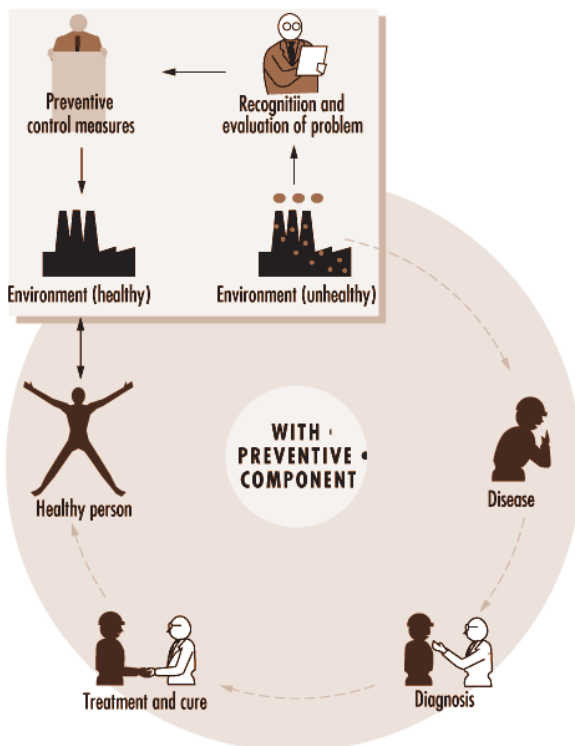 Preventive
control measures
Recognitiion and
evaluation of problem
Environment (healthy)
Environment (unhealthy)
WITH
PREVENTIVE
COMPONENT
Healthy person
Disease
Treatment and cure
Diagnosis